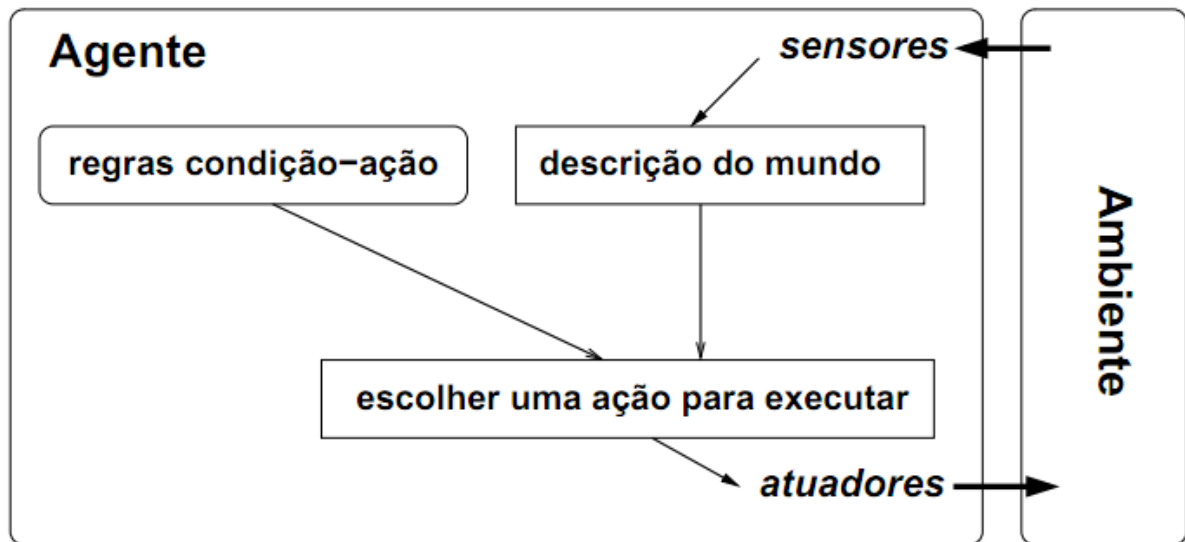 Agente
sensores
regras condição−ação
descrição do mundo
escolher uma ação para executar
atuadores
Ambiente